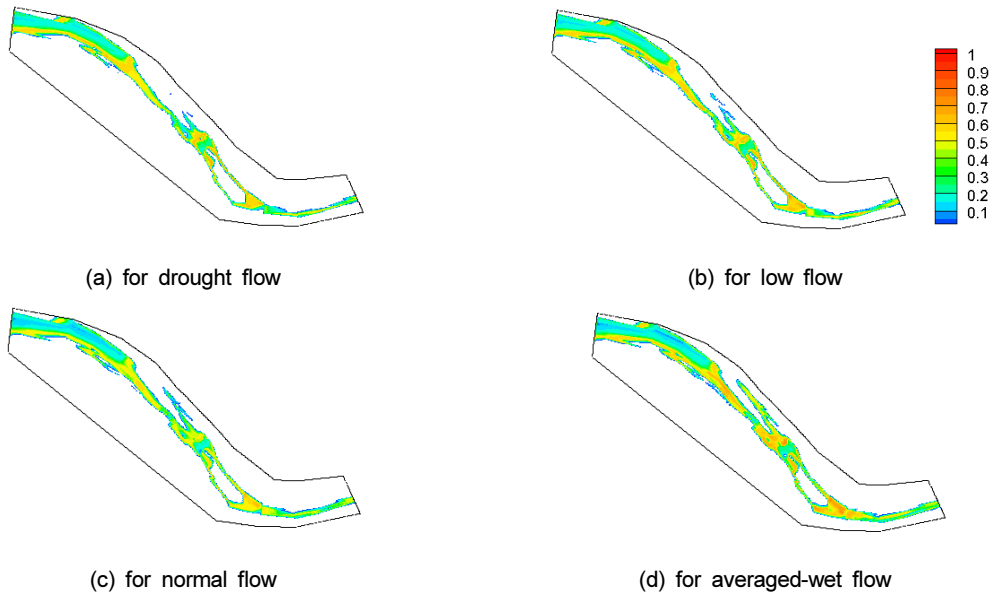 1
0.9
0.8
0.7
0.6
0.5
0.4
0.3
0.2
0.1
(a) for drought flow
(b) for low flow
(c) for normal flow
(d) for averaged-wet flow